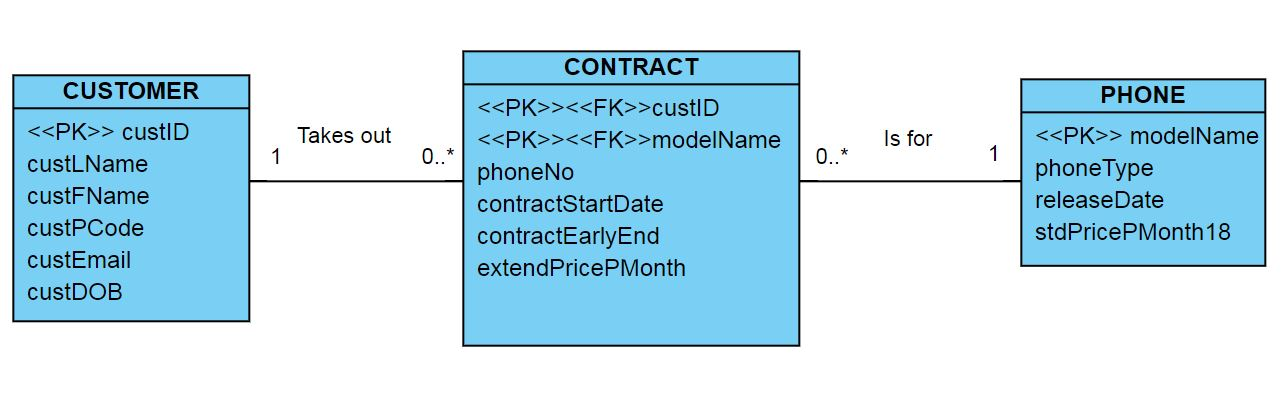 CUSTOMER
<<PK>> custID
custLName
custFName
custPCode
custEmail
custDOB
Takes out
1
0..*
CONTRACT
<<PK>><<FK>>custID
<<PK>><<FK>>modelName
phoneNo
contractStartDate
contractEarlyEnd
extendPricePMonth
Is for
0..*
1
PHONE
<<PK>> modelName
phoneType
releaseDate
stdPricePMonth18